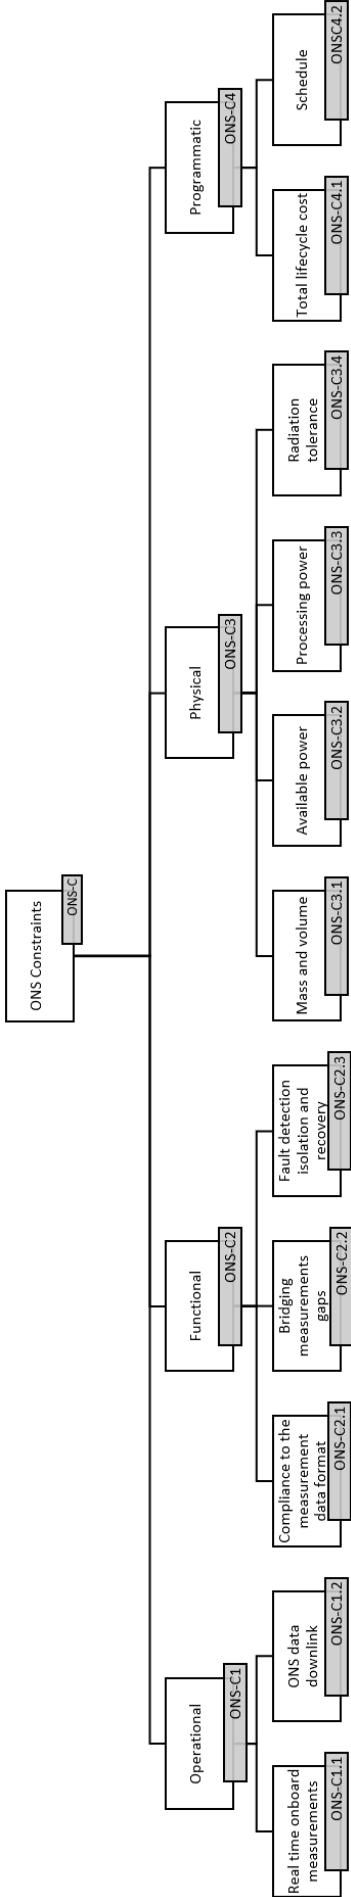 ONS Constraints
ONS-C
Operational
ONS-C1
Functional
ONS-C2
Physical
ONS-C3
Programmatic
ONS-C4
Real time onboard
measurements
ONS-C1.1
ONS data
downlink
ONS-C1.2
Compliance to the
measurement
data format
ONS-C2.1
Bridging
measurements
gaps
ONS-C2.2
Fault detection
isolation and
recovery
ONS-C2.3
Mass and volume
ONS-C3.1
Available power
ONS-C3.2
Processing power
ONS-C3.3
Radiation
tolerance
ONS-C3.4
Total lifecycle cost
ONS-C4.1
Schedule
ONSC4.2